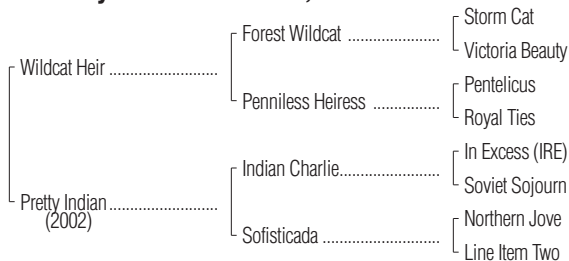 Storm Cat
Forest Wildcat
Victoria Beauty
Wildcat Heir
Pentelicus
Penniless Heiress
Royal Ties
In Excess (IRE)
Indian Charlie
Soviet Sojourn
Pretty Indian
(2002)
Northern Jove
Sofisticada
Line Item Two